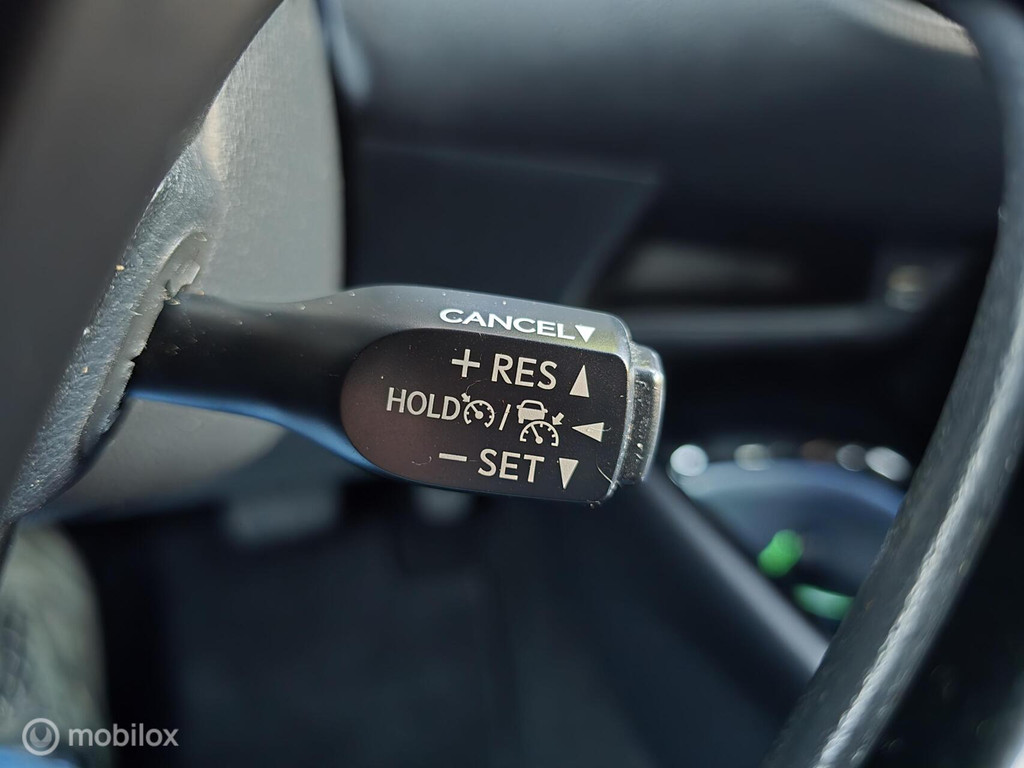 CANCEL▼
+ RES ▲
HOLD / ◀
– SET ▼
mobilox